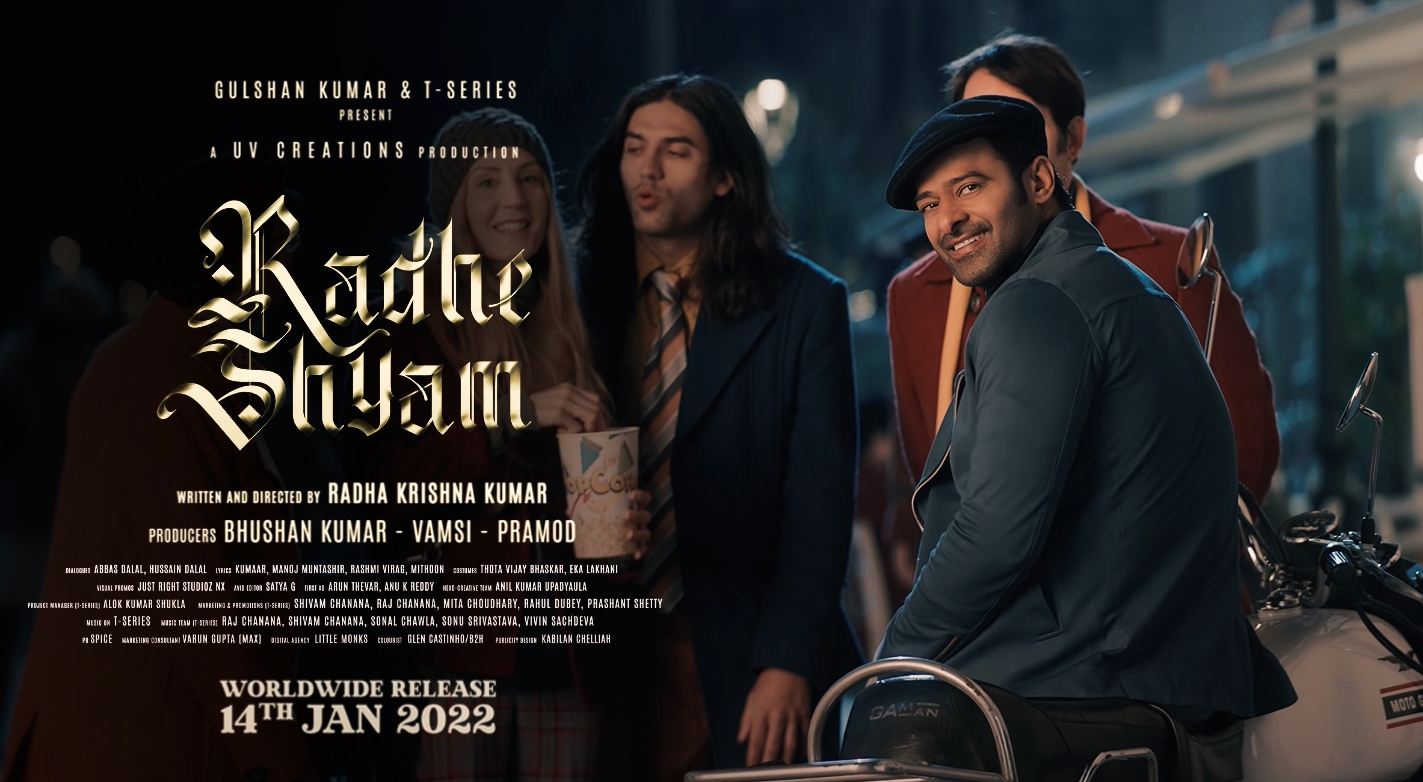 GULSHAN KUMAR & T-SERIES
PRESENT
A UV CREATIONS PRODUCTION
Radhe
Shyam
WRITTEN AND DIRECTED BY RADHA KRISHNA KUMAR
PRODUCERS BHUSHAN KUMAR - VAMSI - PRAMOD
DIALOGUES ABBAS DALAL, HUSSAIN DALAL LYRICS KUMAAR, MANOJ MUNTASHIR, RASHMI VIRAG, MITHOON COSTUMES THOTA VIJAY BHASKAR, EKA LAKHANI
VISUAL PROMOS JUST RIGHT STUDIOZ NX AVID EDITOR SATYA G FIRST AD ARUN THEVAR, ANU K REDDY HEAD-CREATIVE TEAM ANIL KUMAR UPADYAULA
PROJECT MANAGER (T-SERIES) ALOK KUMAR SHUKLA MARKETING & PROMOTIONS (T-SERIES) SHIVAM CHANANA, RAJ CHANANA, MITA CHOUDHARY, RAHUL DUBEY, PRASHANT SHETTY
MUSIC ON T-SERIES MUSIC TEAM (T-SERIES) RAJ CHANANA, SHIVAM CHANANA, SONAL CHAWLA, SONU SRIVASTAVA, VIVIN SACHDEVA
PR SPICE MARKETING CONSULTANT VARUN GUPTA (MAX) DIGITAL AGENCY LITTLE MONKS COLOURIST GLEN CASTINHO/B2H PUBLICITY DESIGN KABILAN CHELLIAH
WORLDWIDE RELEASE
14TH JAN 2022
POPCOR
GAMAN
MOTO G